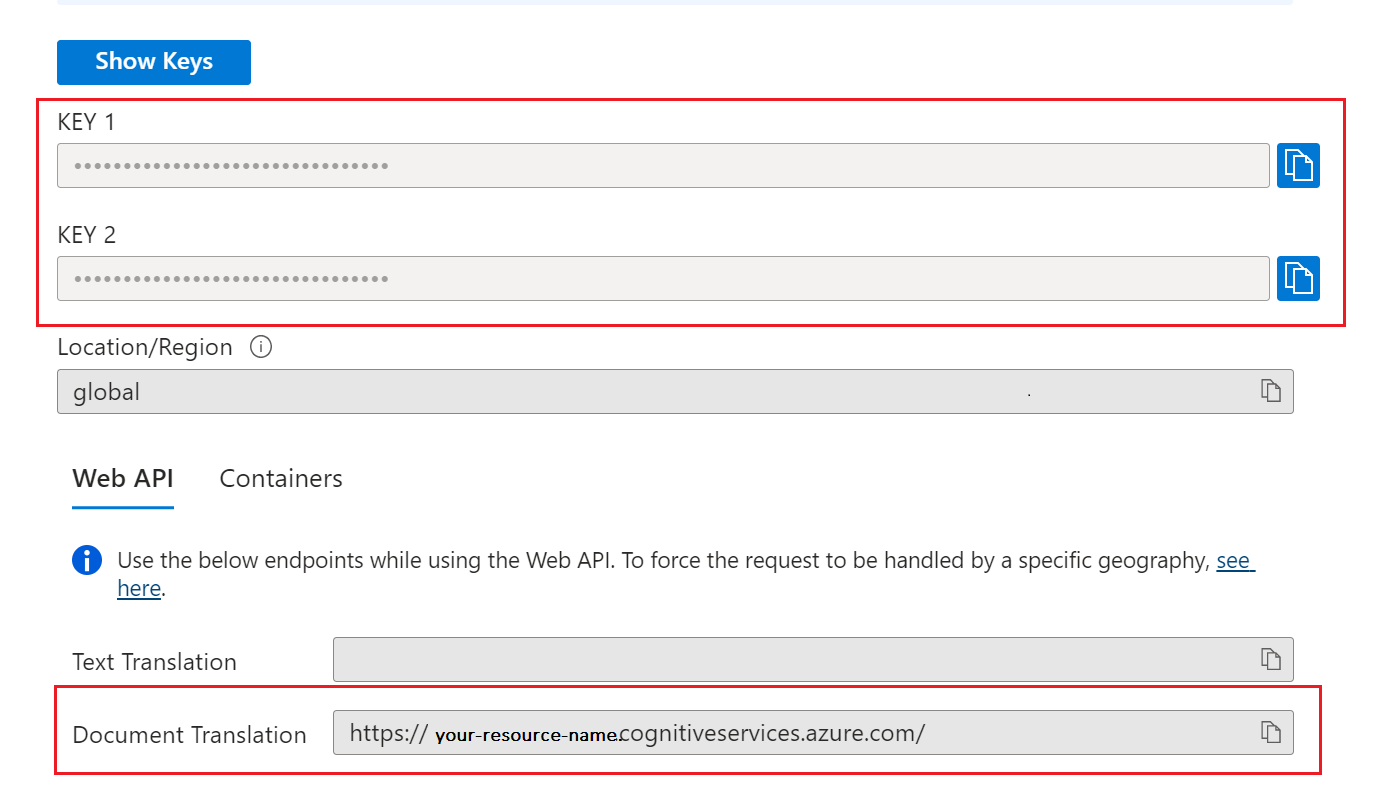 Show Keys
KEY 1
••••••••••••••••••••••••••••••••
KEY 2
••••••••••••••••••••••••••••••••
Location/Region
global
Web API Containers
Use the below endpoints while using the Web API. To force the request to be handled by a specific geography, see
here.
Text Translation
Document Translation https:// your-resource-name.cognitiveservices.azure.com/